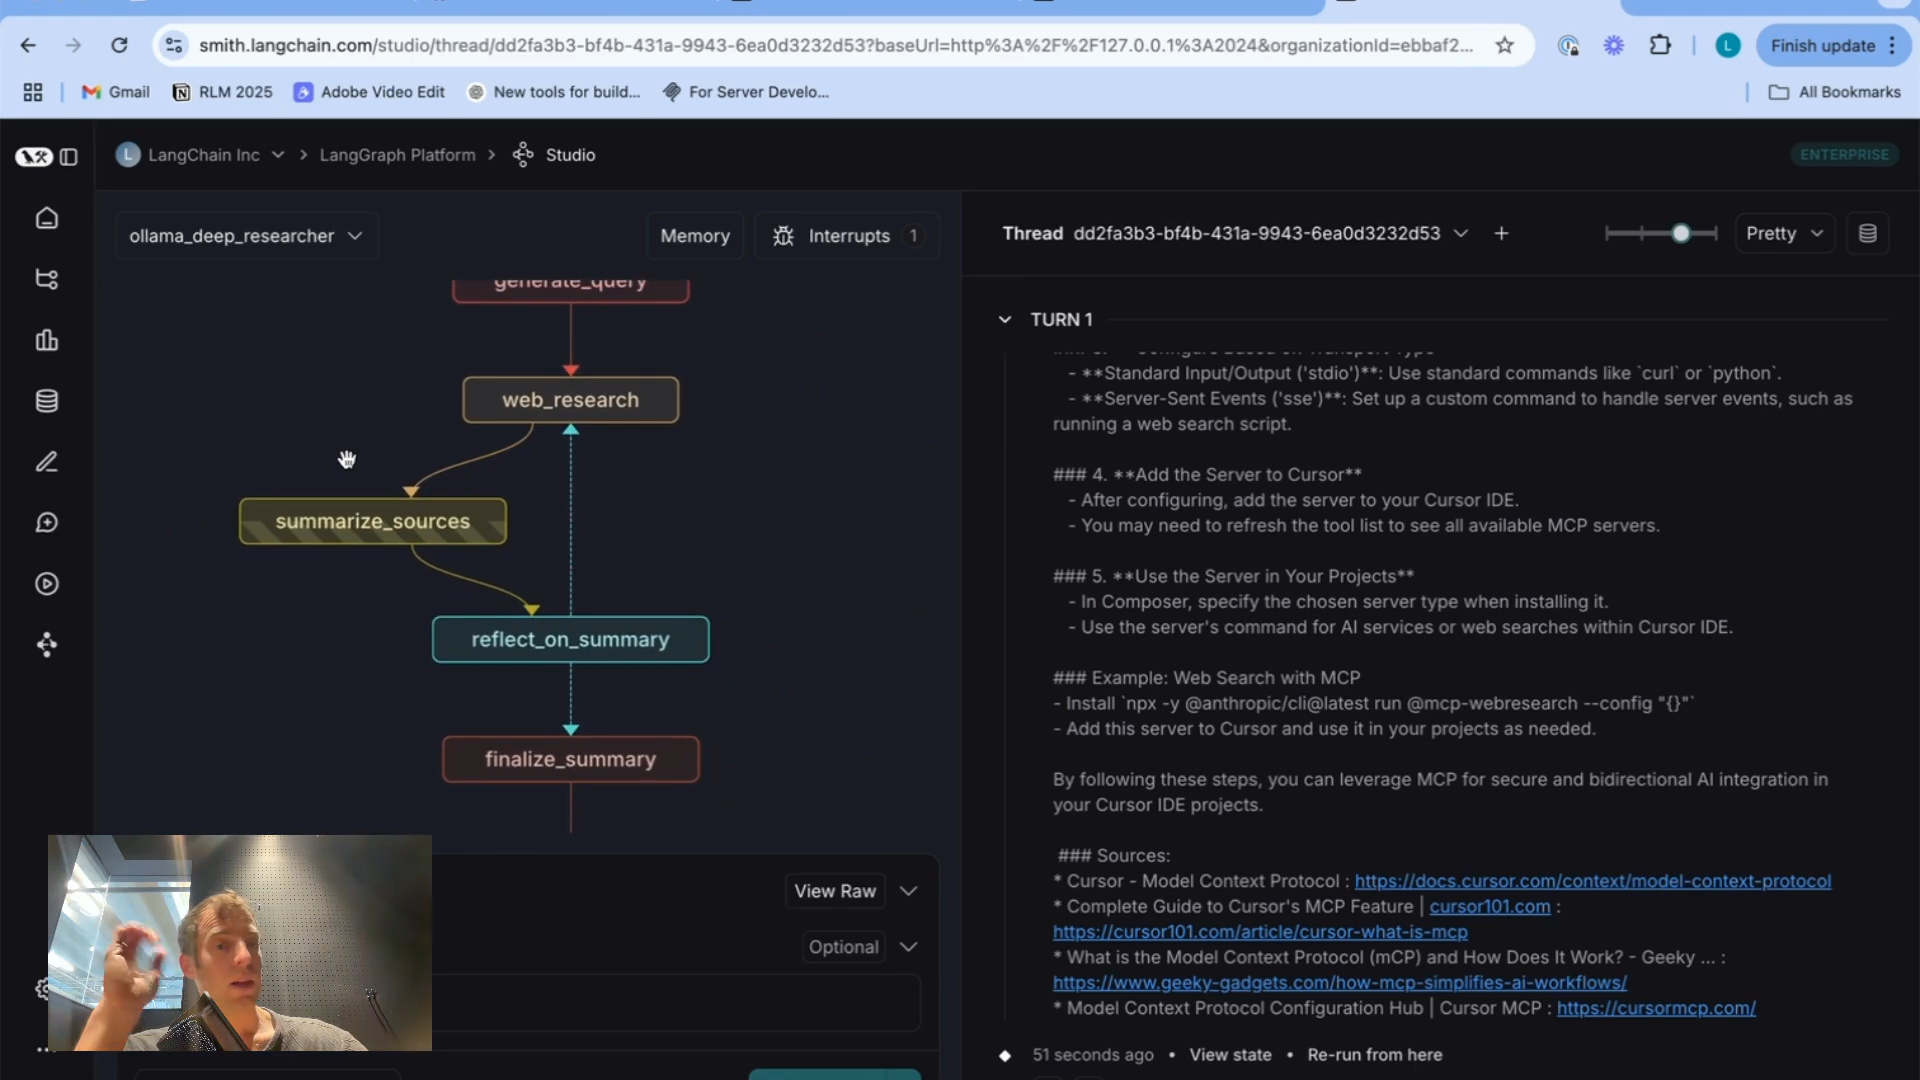 smith.langchain.com/studio/thread/dd2fa3b3-bf4b-431a-9943-6ea0d3232d53?baseUrl=http%3A%2F%2F127.0.0.1%3A2024&organizationId=ebbaf2...
L
Finish update
Gmail
RLM 2025
Adobe Video Edit
New tools for build...
For Server Develo...
All Bookmarks
L
LangChain Inc
LangGraph Platform
Studio
ENTERPRISE
ollama_deep_researcher
Memory
Interrupts 1
generate_query
web_research
summarize_sources
reflect_on_summary
finalize_summary
View Raw
Optional
Thread dd2fa3b3-bf4b-431a-9943-6ea0d3232d53
Pretty
TURN 1
- **Standard Input/Output ('stdio')**: Use standard commands like `curl` or `python`.
- **Server-Sent Events ('sse')**: Set up a custom command to handle server events, such as
running a web search script.
### 4. **Add the Server to Cursor**
- After configuring, add the server to your Cursor IDE.
- You may need to refresh the tool list to see all available MCP servers.
### 5. **Use the Server in Your Projects**
- In Composer, specify the chosen server type when installing it.
- Use the server's command for AI services or web searches within Cursor IDE.
### Example: Web Search with MCP
- Install `npx -y @anthropic/cli@latest run @mcp-webresearch --config "{}"`
- Add this server to Cursor and use it in your projects as needed.
By following these steps, you can leverage MCP for secure and bidirectional AI integration in
your Cursor IDE projects.
### Sources:
* Cursor - Model Context Protocol : https://docs.cursor.com/context/model-context-protocol
* Complete Guide to Cursor's MCP Feature | cursor101.com :
https://cursor101.com/article/cursor-what-is-mcp
* What is the Model Context Protocol (mCP) and How Does It Work? - Geeky ... :
https://www.geeky-gadgets.com/how-mcp-simplifies-ai-workflows/
* Model Context Protocol Configuration Hub | Cursor MCP : https://cursormcp.com/
51 seconds ago • View state • Re-run from here